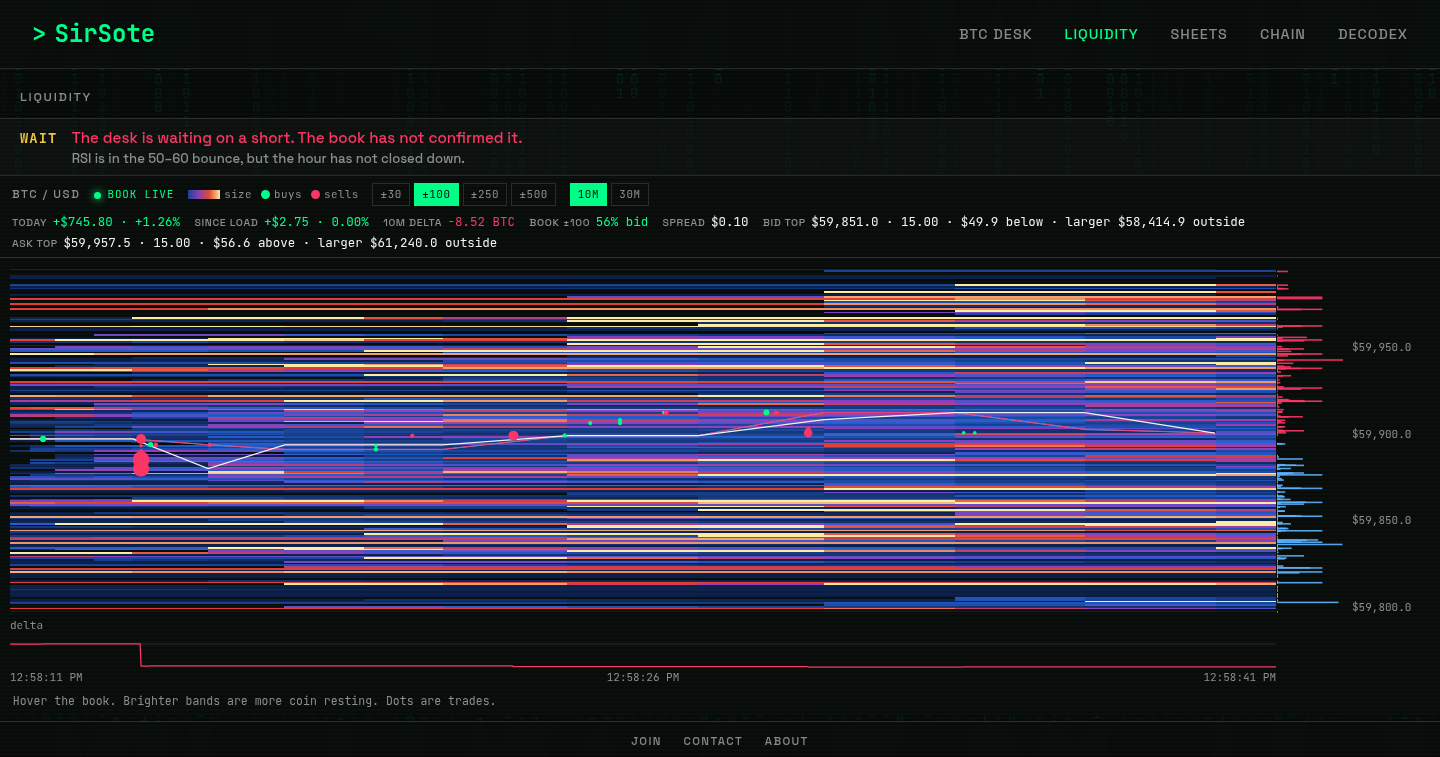 > SirSote
BTC DESK LIQUIDITY SHEETS CHAIN DECODEX
LIQUIDITY
WAIT The desk is waiting on a short. The book has not confirmed it.
RSI is in the 50–60 bounce, but the hour has not closed down.
BTC / USD BOOK LIVE size buys sells ±30 ±100 ±250 ±500 10M 30M
TODAY +$745.80 · +1.26% SINCE LOAD +$2.75 · 0.00% 10M DELTA -8.52 BTC BOOK ±100 56% bid SPREAD $0.10 BID TOP $59,851.0 · 15.00 · $49.9 below · larger $58,414.9 outside
ASK TOP $59,957.5 · 15.00 · $56.6 above · larger $61,240.0 outside
$59,950.0
$59,900.0
$59,850.0
$59,800.0
delta
12:58:11 PM 12:58:26 PM 12:58:41 PM
Hover the book. Brighter bands are more coin resting. Dots are trades.
JOIN CONTACT ABOUT